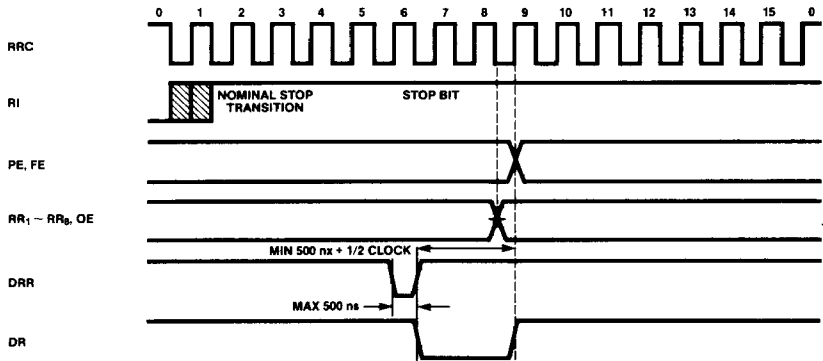 0 1 2 3 4 5 6 7 8 9 10 11 12 13 14 15 0
RRC
RI
NOMINAL STOP
TRANSITION
STOP BIT
PE, FE
RR1 ~ RR8, OE
MIN 500 nx + 1/2 CLOCK
DRR
MAX 500 ns
DR